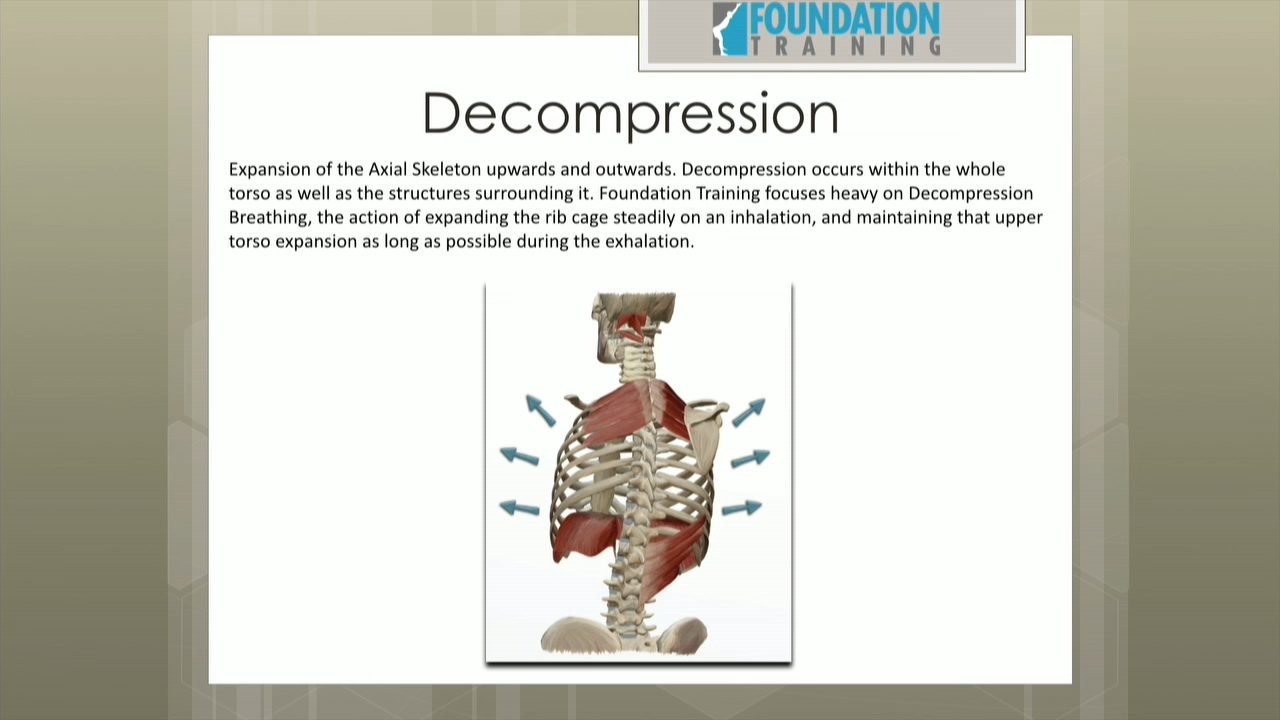 FOUNDATION
TRAINING
Decompression
Expansion of the Axial Skeleton upwards and outwards. Decompression occurs within the whole
torso as well as the structures surrounding it. Foundation Training focuses heavy on Decompression
Breathing, the action of expanding the rib cage steadily on an inhalation, and maintaining that upper
torso expansion as long as possible during the exhalation.